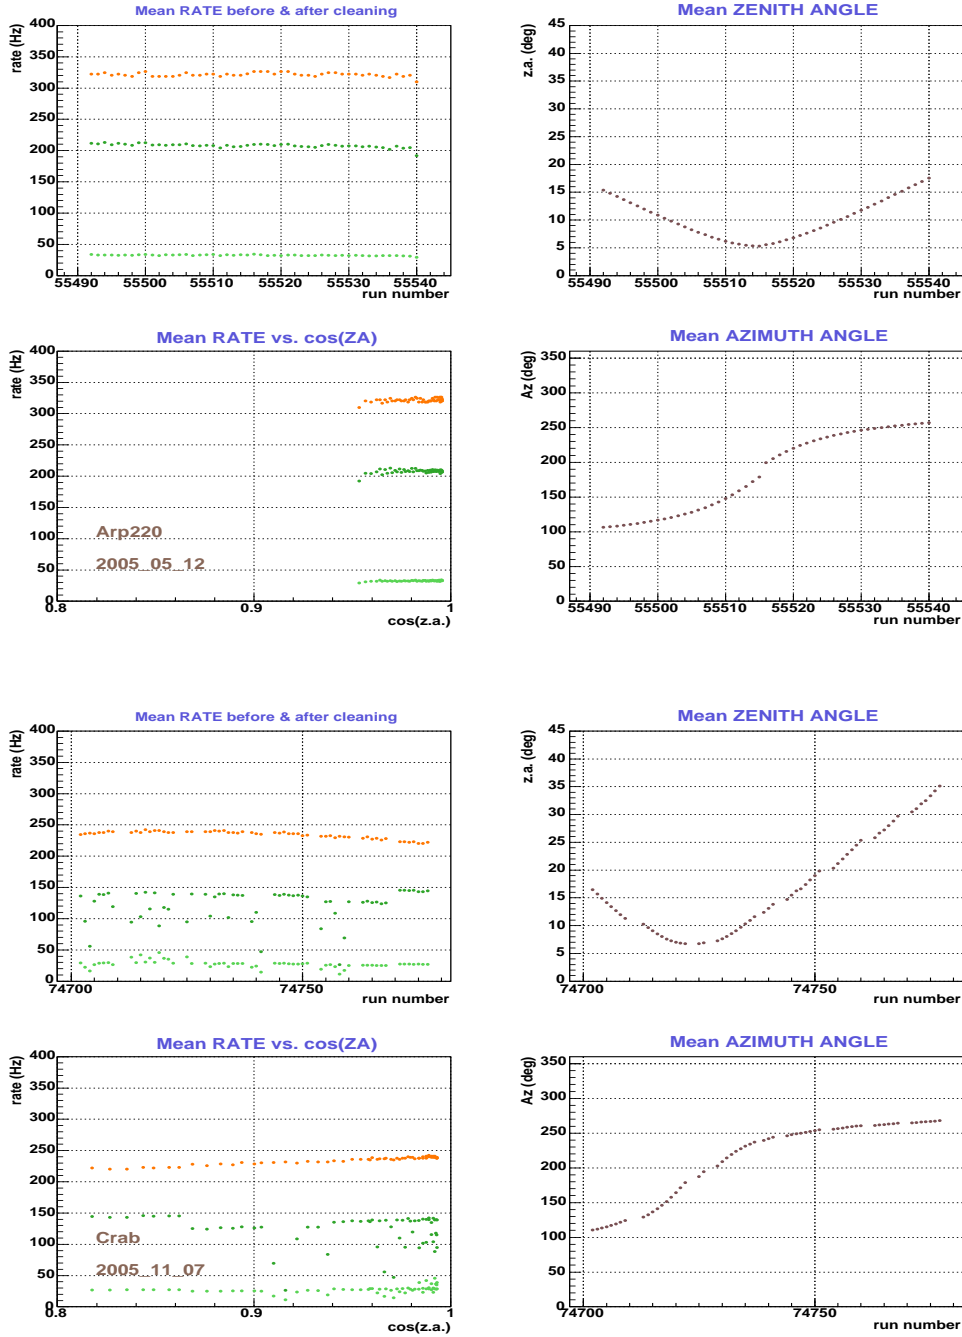 Mean RATE before & after cleaning
rate (Hz)
400
350
300
250
200
150
100
50
0
55490 55500 55510 55520 55530 55540
run number
Mean ZENITH ANGLE
z.a. (deg)
45
40
35
30
25
20
15
10
5
0
55490 55500 55510 55520 55530 55540
run number
Mean RATE vs. cos(ZA)
rate (Hz)
400
350
300
250
200
150
100
50
0
Arp220
2005_05_12
0.8 0.9 1
cos(z.a.)
Mean AZIMUTH ANGLE
Az (deg)
350
300
250
200
150
100
50
0
55490 55500 55510 55520 55530 55540
run number
Mean RATE before & after cleaning
rate (Hz)
400
350
300
250
200
150
100
50
0
74700 74750
run number
Mean ZENITH ANGLE
z.a. (deg)
45
40
35
30
25
20
15
10
5
0
74700 74750
run number
Mean RATE vs. cos(ZA)
rate (Hz)
400
350
300
250
200
150
100
50
0
Crab
2005_11_07
0.8 0.9 1
cos(z.a.)
Mean AZIMUTH ANGLE
Az (deg)
350
300
250
200
150
100
50
0
74700 74750
run number